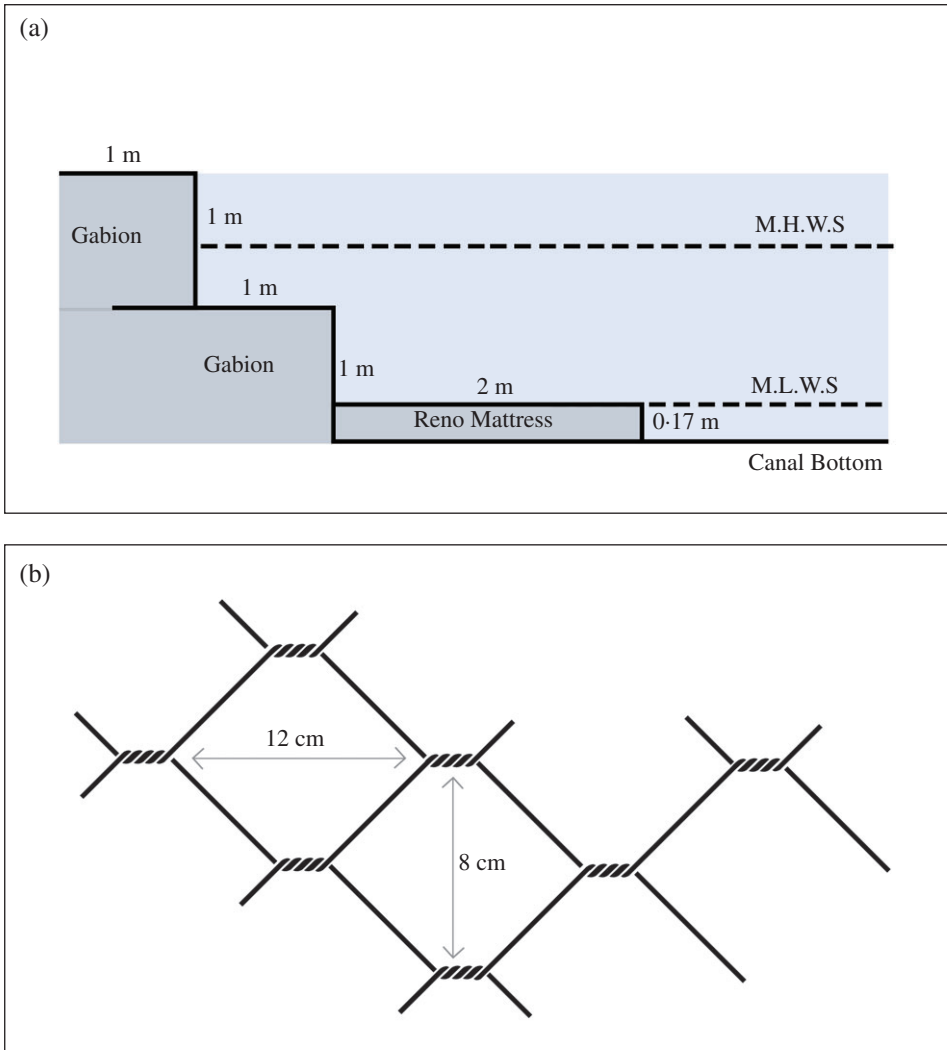 (a)
1 m
Gabion
1 m
M.H.W.S
1 m
Gabion
1 m
2 m
M.L.W.S
Reno Mattress
0·17 m
Canal Bottom
(b)
12 cm
8 cm